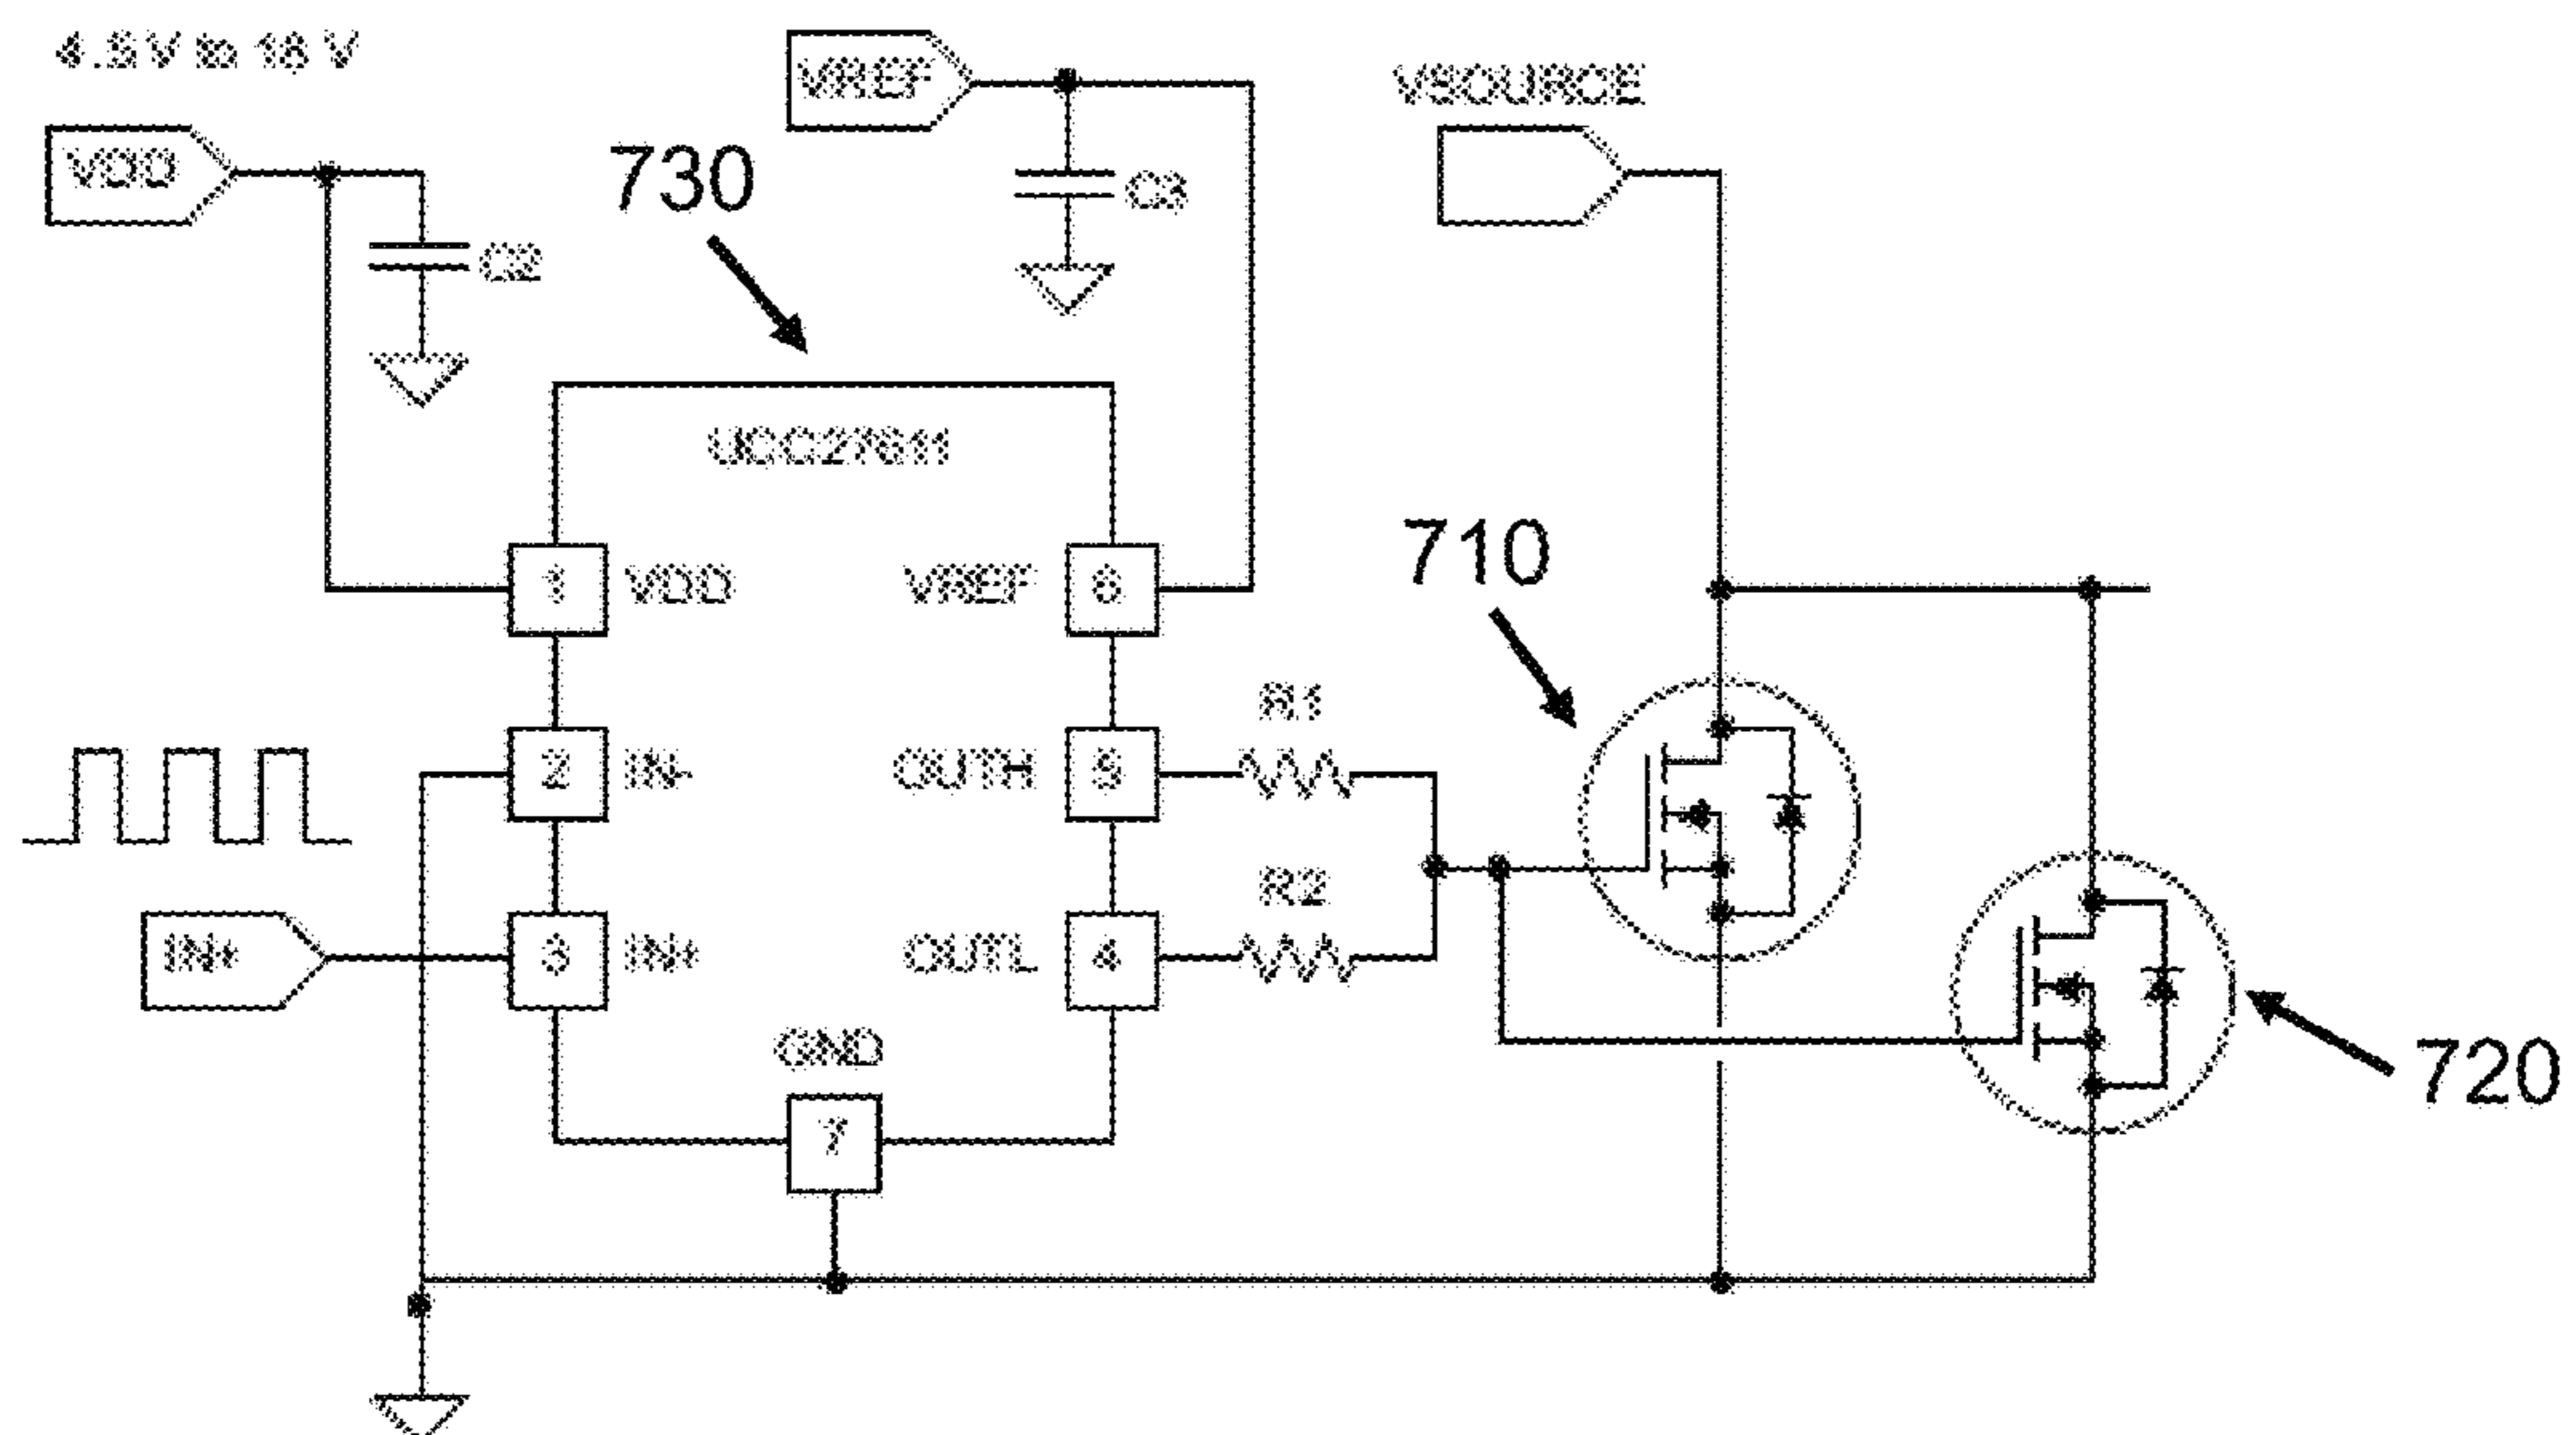 4.5 V to 18 V
VREF
VSOURCE
VDD
730
C3
C2
UCC27611
710
1 VDD
VREF 6
R1
2 IN-
OUTH 5
R2
IN+
3 IN+
OUTL 4
GND
720
7